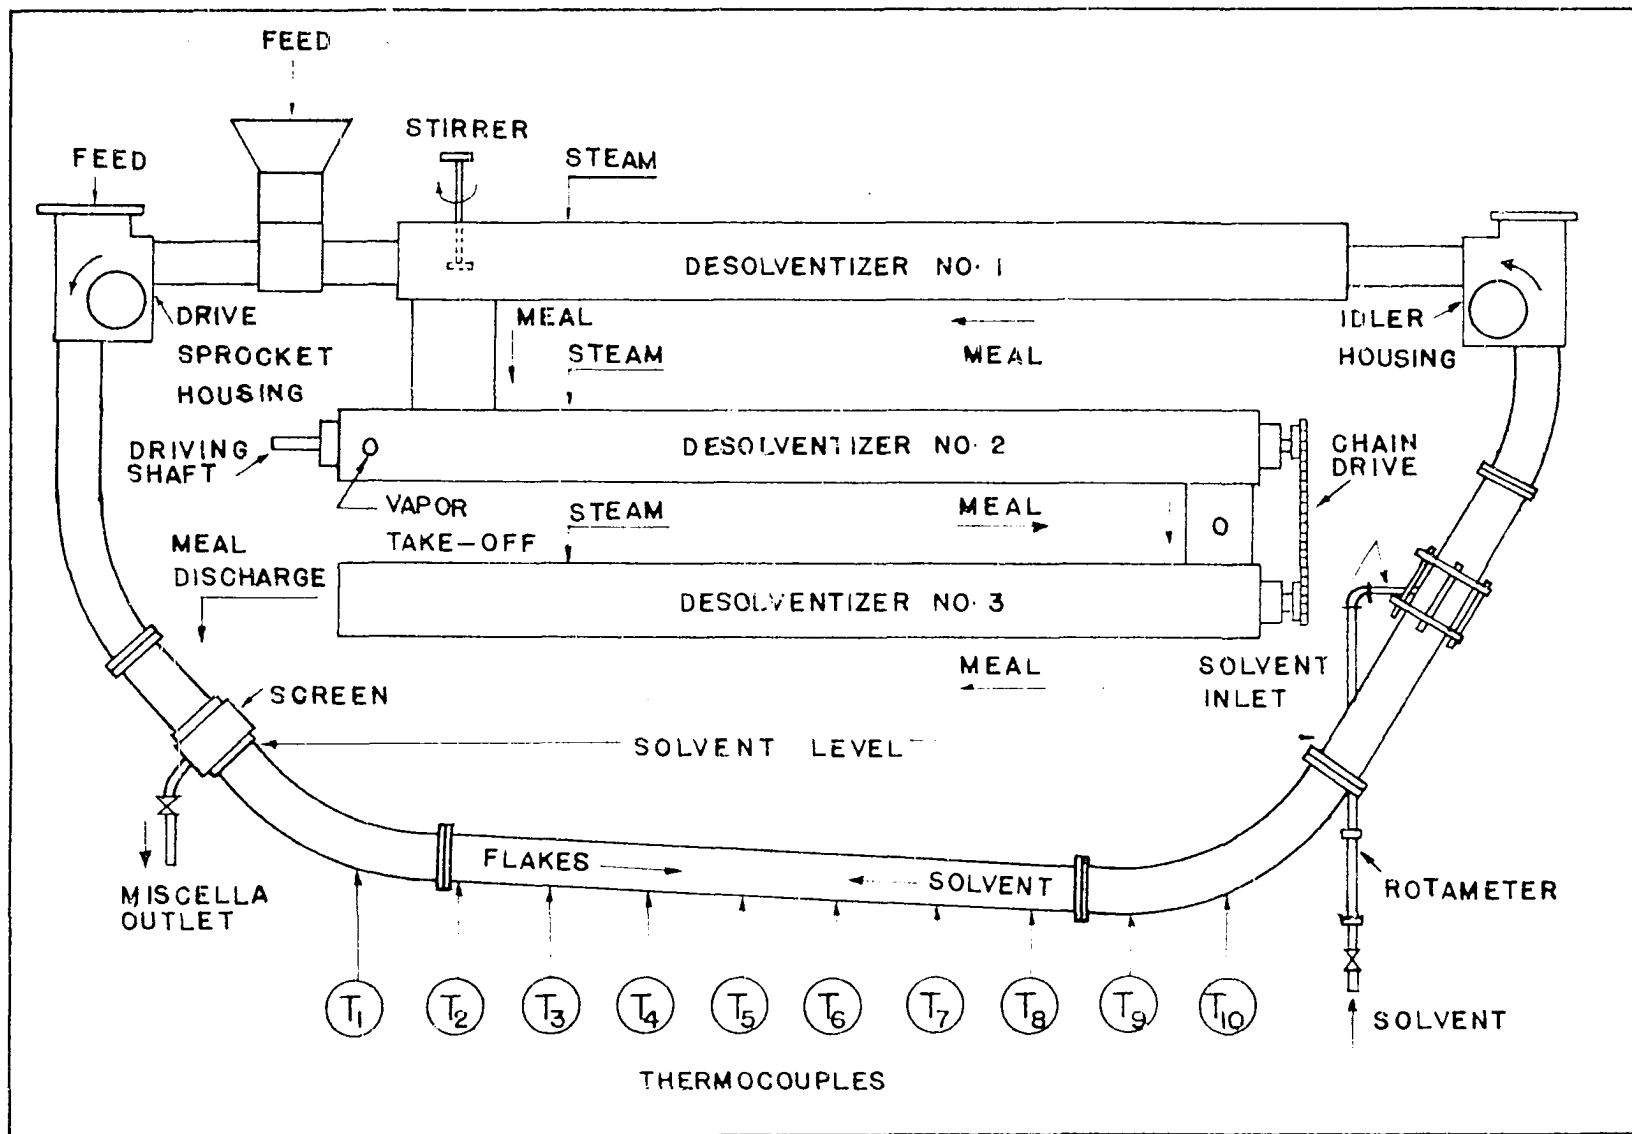 FEED
FEED
STIRRER
STEAM
DESOLVENTIZER NO. 1
DRIVE
SPROCKET
HOUSING
MEAL
STEAM
MEAL
IDLER
HOUSING
DRIVING
SHAFT
DESOLVENTIZER NO. 2
CHAIN
DRIVE
VAPOR
TAKE-OFF
STEAM
MEAL
O
MEAL
DISCHARGE
DESOLVENTIZER NO. 3
MEAL
SOLVENT
INLET
SCREEN
SOLVENT LEVEL
FLAKES
SOLVENT
MISCELLA
OUTLET
ROTAMETER
T1 T2 T3 T4 T5 T6 T7 T8 T9 T10
SOLVENT
THERMOCOUPLES